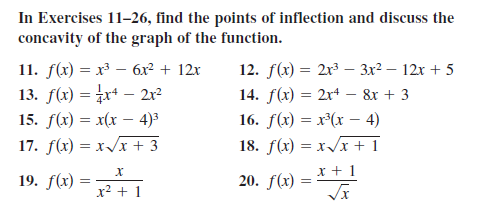 In Exercises 11–26, find the points of inflection and discuss the
concavity of the graph of the function.
11. f(x) = x³ − 6x² + 12x 12. f(x) = 2x³ − 3x² − 12x + 5
13. f(x) = ¼x⁴ − 2x² 14. f(x) = 2x⁴ − 8x + 3
15. f(x) = x(x − 4)³ 16. f(x) = x³(x − 4)
17. f(x) = x√(x + 3) 18. f(x) = x√(x + 1)
19. f(x) = x / (x² + 1) 20. f(x) = (x + 1) / √x